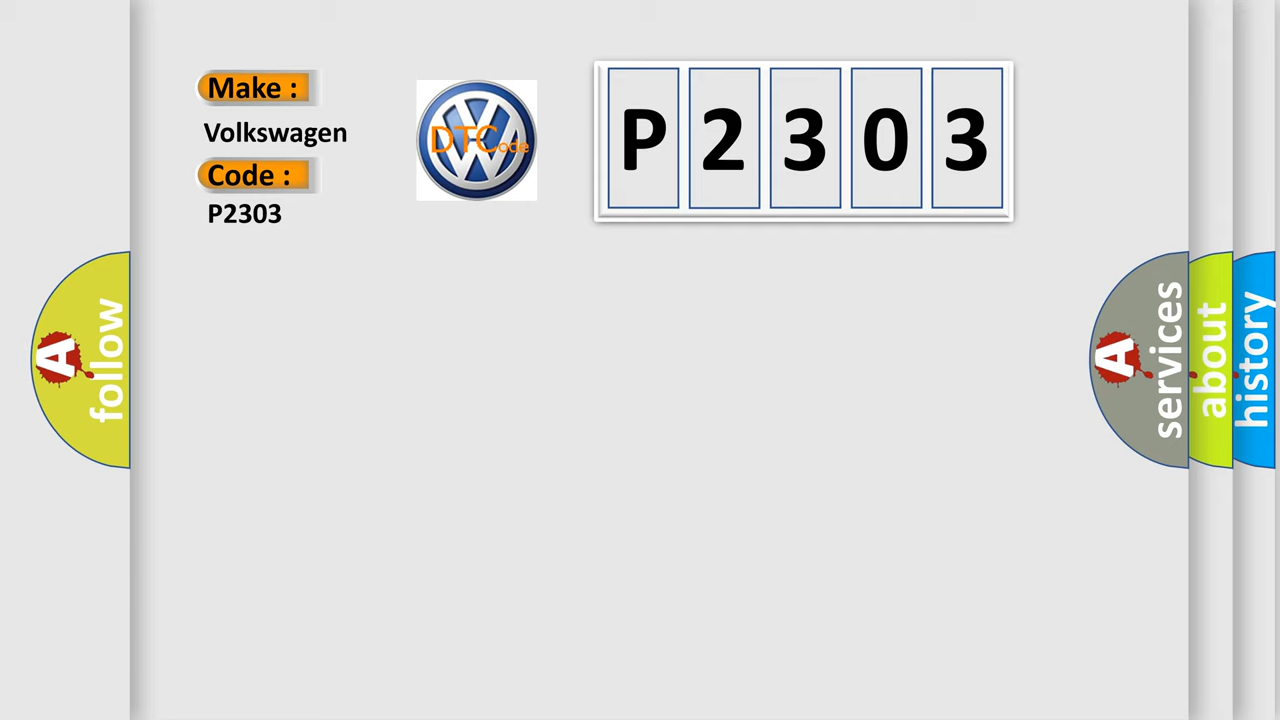 Make :
Volkswagen
Code :
P2303
DTCode
P 2 3 0 3
A follow
A services
about
history